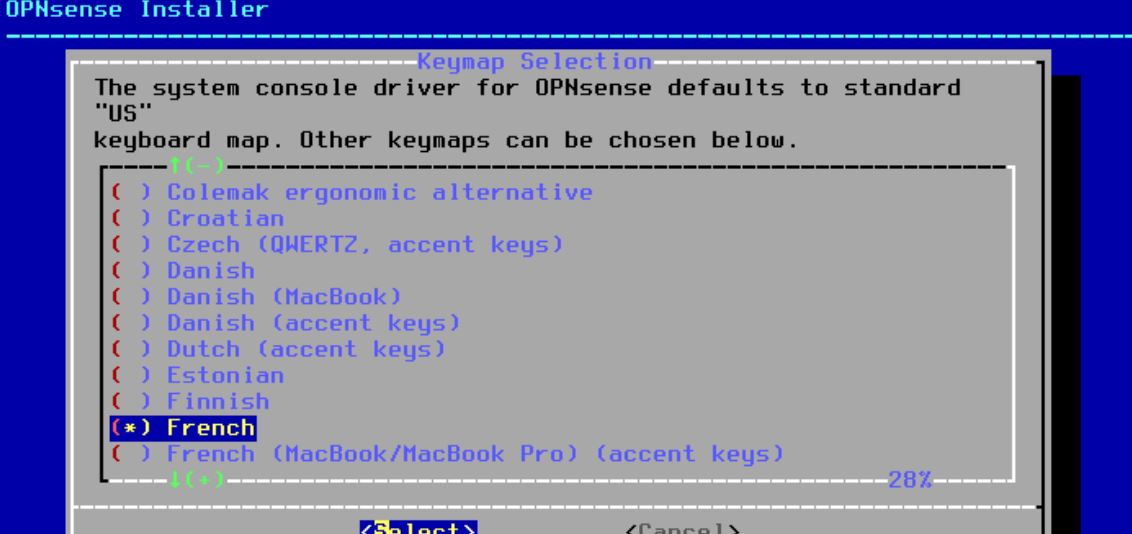 OPNsense Installer
Keymap Selection
The system console driver for OPNsense defaults to standard
"US"
keyboard map. Other keymaps can be chosen below.
↑(-)
( ) Colemak ergonomic alternative
( ) Croatian
( ) Czech (QWERTZ, accent keys)
( ) Danish
( ) Danish (MacBook)
( ) Danish (accent keys)
( ) Dutch (accent keys)
( ) Estonian
( ) Finnish
(*) French
( ) French (MacBook/MacBook Pro) (accent keys)
↓(+) 28%
<Select> <Cancel>